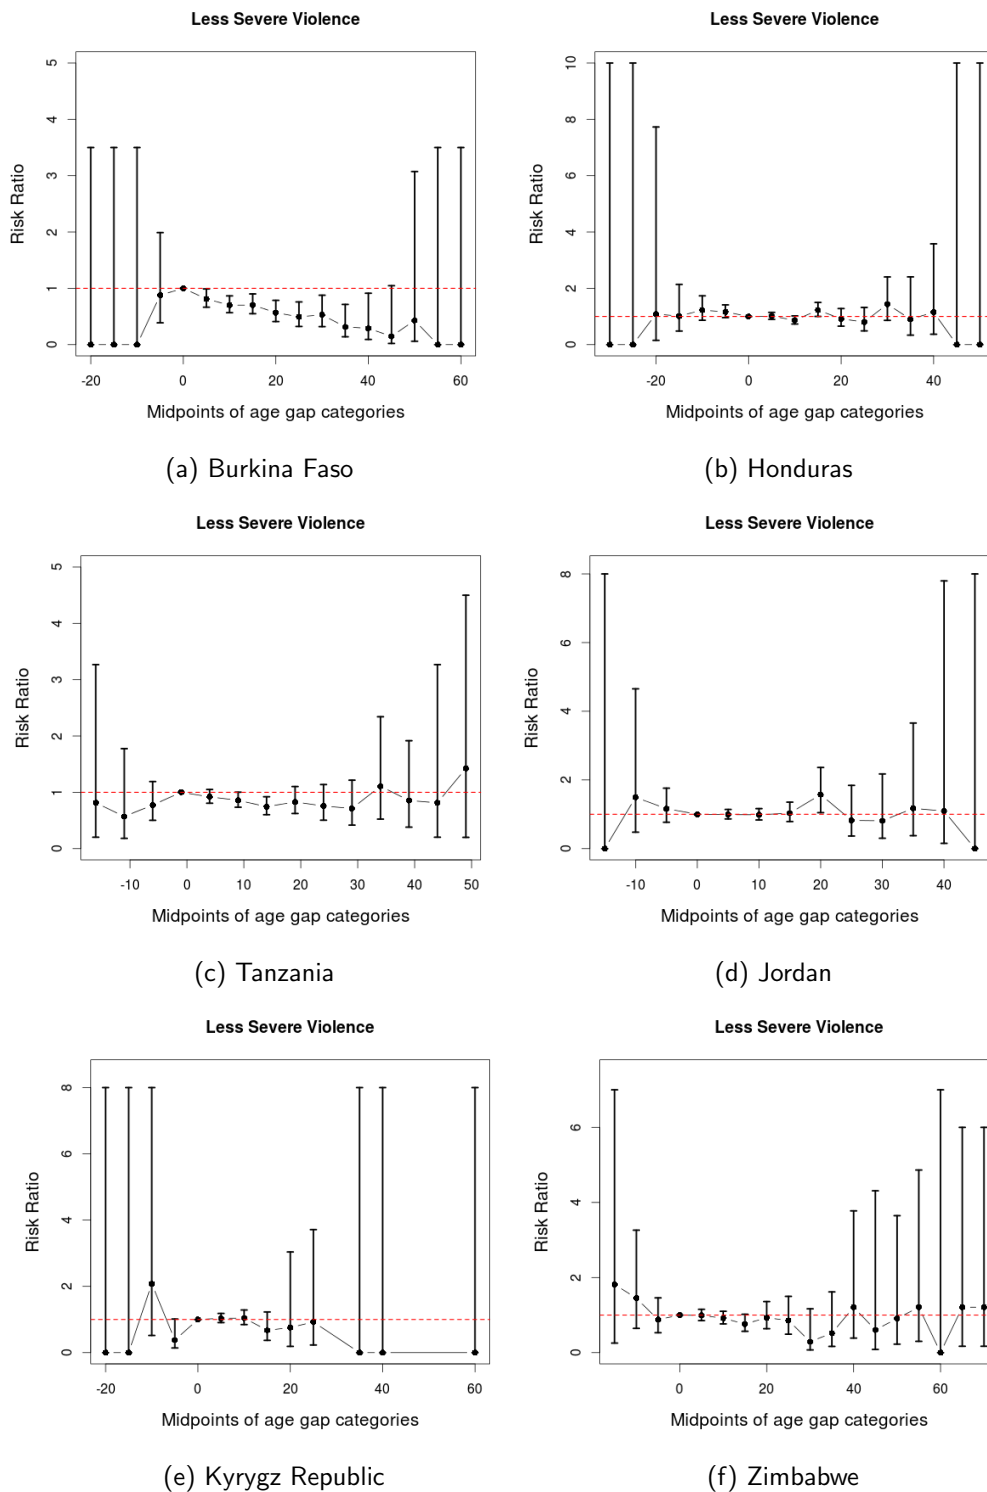 Less Severe Violence
Less Severe Violence
5
4
3
2
1
0
Risk Ratio
-20 0 20 40 60
Midpoints of age gap categories
10
8
6
4
2
0
Risk Ratio
-20 0 20 40
Midpoints of age gap categories
(a) Burkina Faso
(b) Honduras
Less Severe Violence
Less Severe Violence
5
4
3
2
1
0
Risk Ratio
-10 0 10 20 30 40 50
Midpoints of age gap categories
8
6
4
2
0
Risk Ratio
-10 0 10 20 30 40
Midpoints of age gap categories
(c) Tanzania
(d) Jordan
Less Severe Violence
Less Severe Violence
8
6
4
2
0
Risk Ratio
-20 0 20 40 60
Midpoints of age gap categories
6
4
2
0
Risk Ratio
0 20 40 60
Midpoints of age gap categories
(e) Kyrygz Republic
(f) Zimbabwe